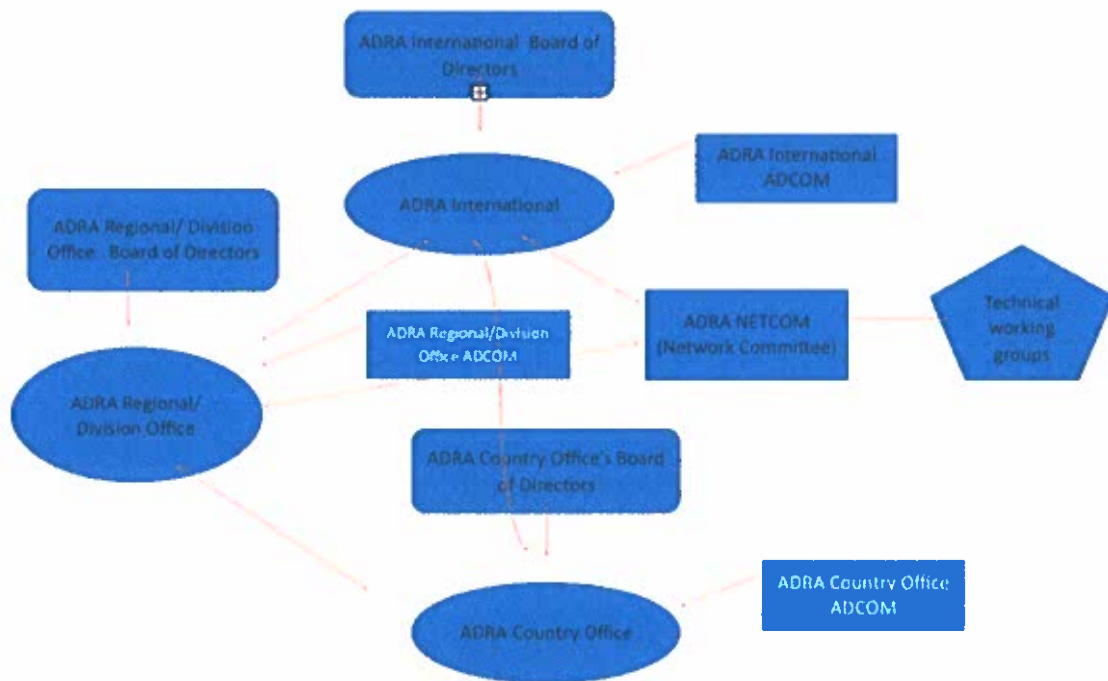 ADRA International Board of
Directors
ADRA International
ADCOM
ADRA International
ADRA Regional/ Division
Office Board of Directors
Technical
working
groups
ADRA NETCOM
(Network Committee)
ADRA Regional/Division
Office ADCOM
ADRA Regional/
Division Office
ADRA Country Office's Board
of Directors
ADRA Country Office
ADCOM
ADRA Country Office